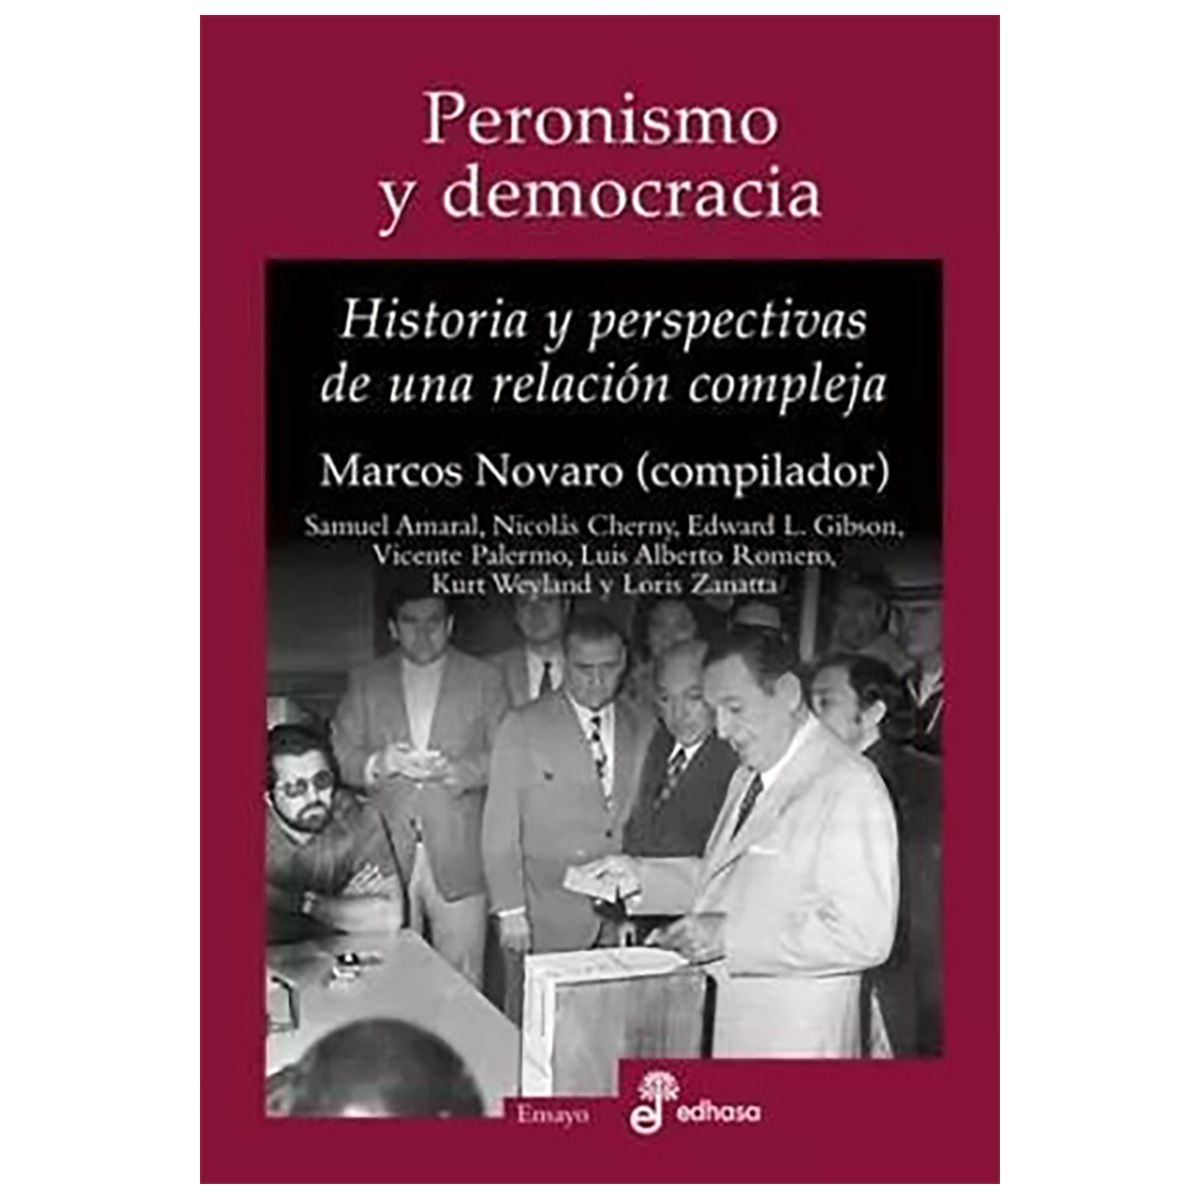 Peronismo
y democracia
Historia y perspectivas
de una relación compleja
Marcos Novaro (compilador)
Samuel Amaral, Nicolás Cherny, Edward L. Gibson,
Vicente Palermo, Luis Alberto Romero,
Kurt Weyland y Loris Zanatta
Ensayo
edhasa